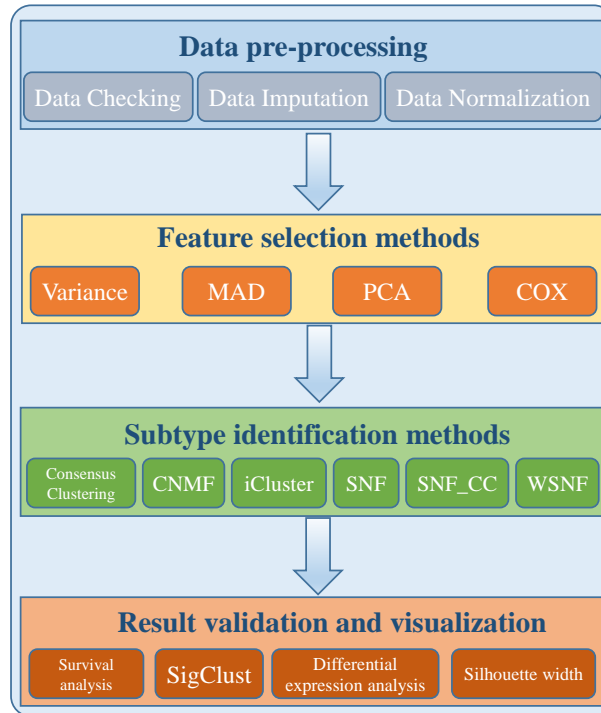 Data pre-processing
Data Checking
Data Imputation
Data Normalization
Feature selection methods
Variance
MAD
PCA
COX
Subtype identification methods
Consensus
Clustering
CNMF
iCluster
SNF
SNF_CC
WSNF
Result validation and visualization
Survival
analysis
SigClust
Differential
expression analysis
Silhouette width